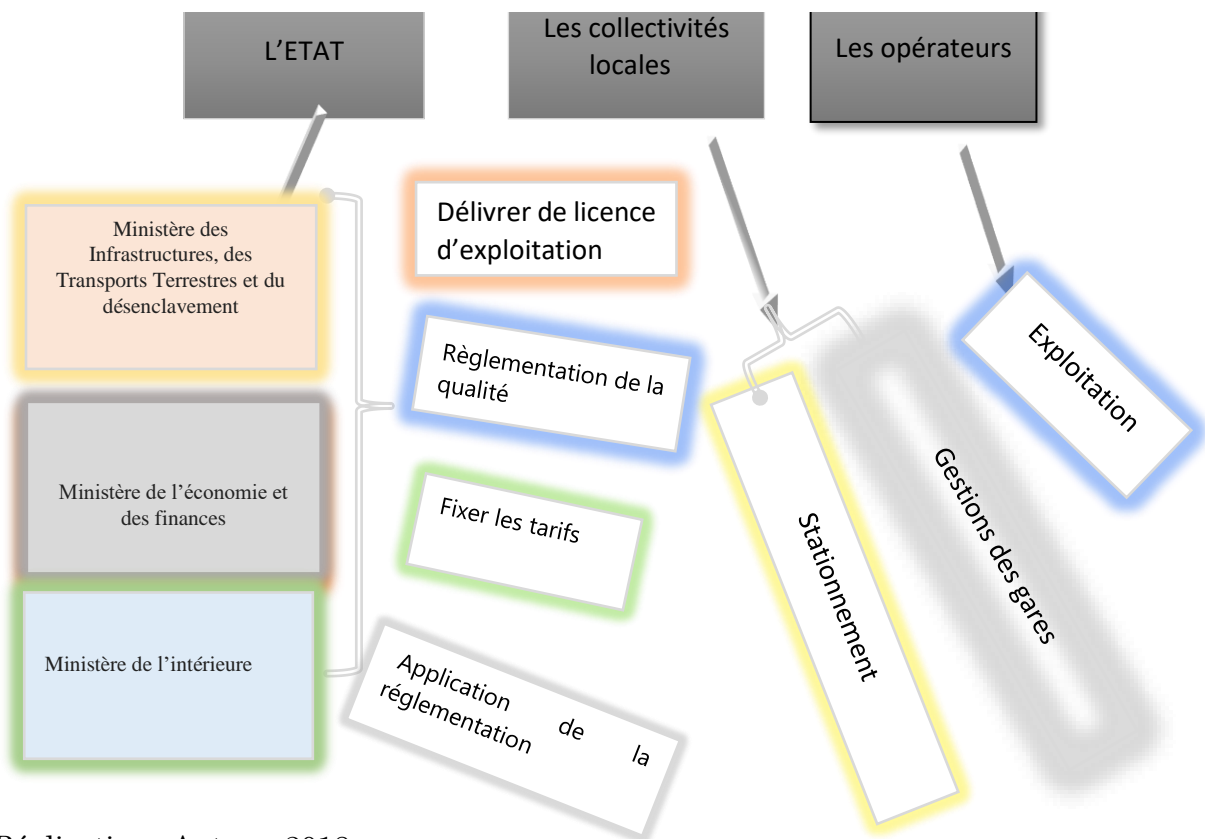 L’ETAT
Les collectivités
locales
Les opérateurs
Ministère des
Infrastructures, des
Transports Terrestres et du
désenclavement
Délivrer de licence
d’exploitation
Règlementation de la
qualité
Exploitation
Ministère de l’économie et
des finances
Fixer les tarifs
Stationnement
Gestions des gares
Ministère de l’intérieure
Application de la
réglementation